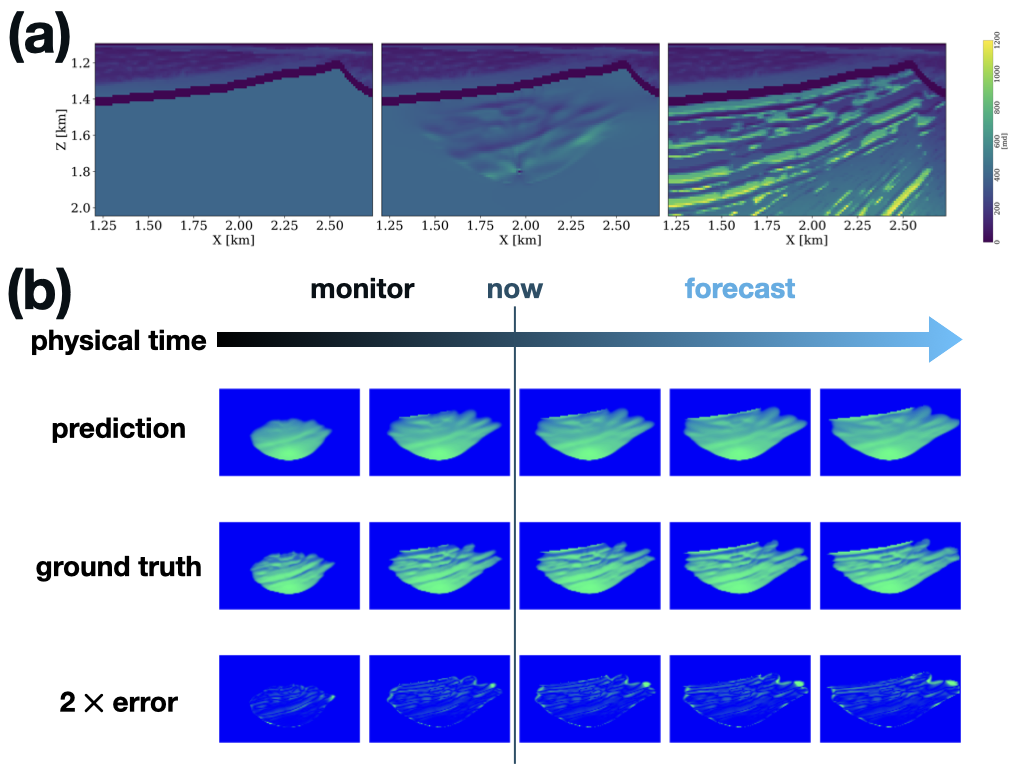 (a)
1.2
1.4
1.6
1.8
2.0
Z [km]
1.25 1.50 1.75 2.00 2.25 2.50
X [km]
1.25 1.50 1.75 2.00 2.25 2.50
X [km]
1.25 1.50 1.75 2.00 2.25 2.50
X [km]
1200
1000
800
600
400
200
0
[md]
(b)
monitor now forecast
physical time
prediction
ground truth
2 × error